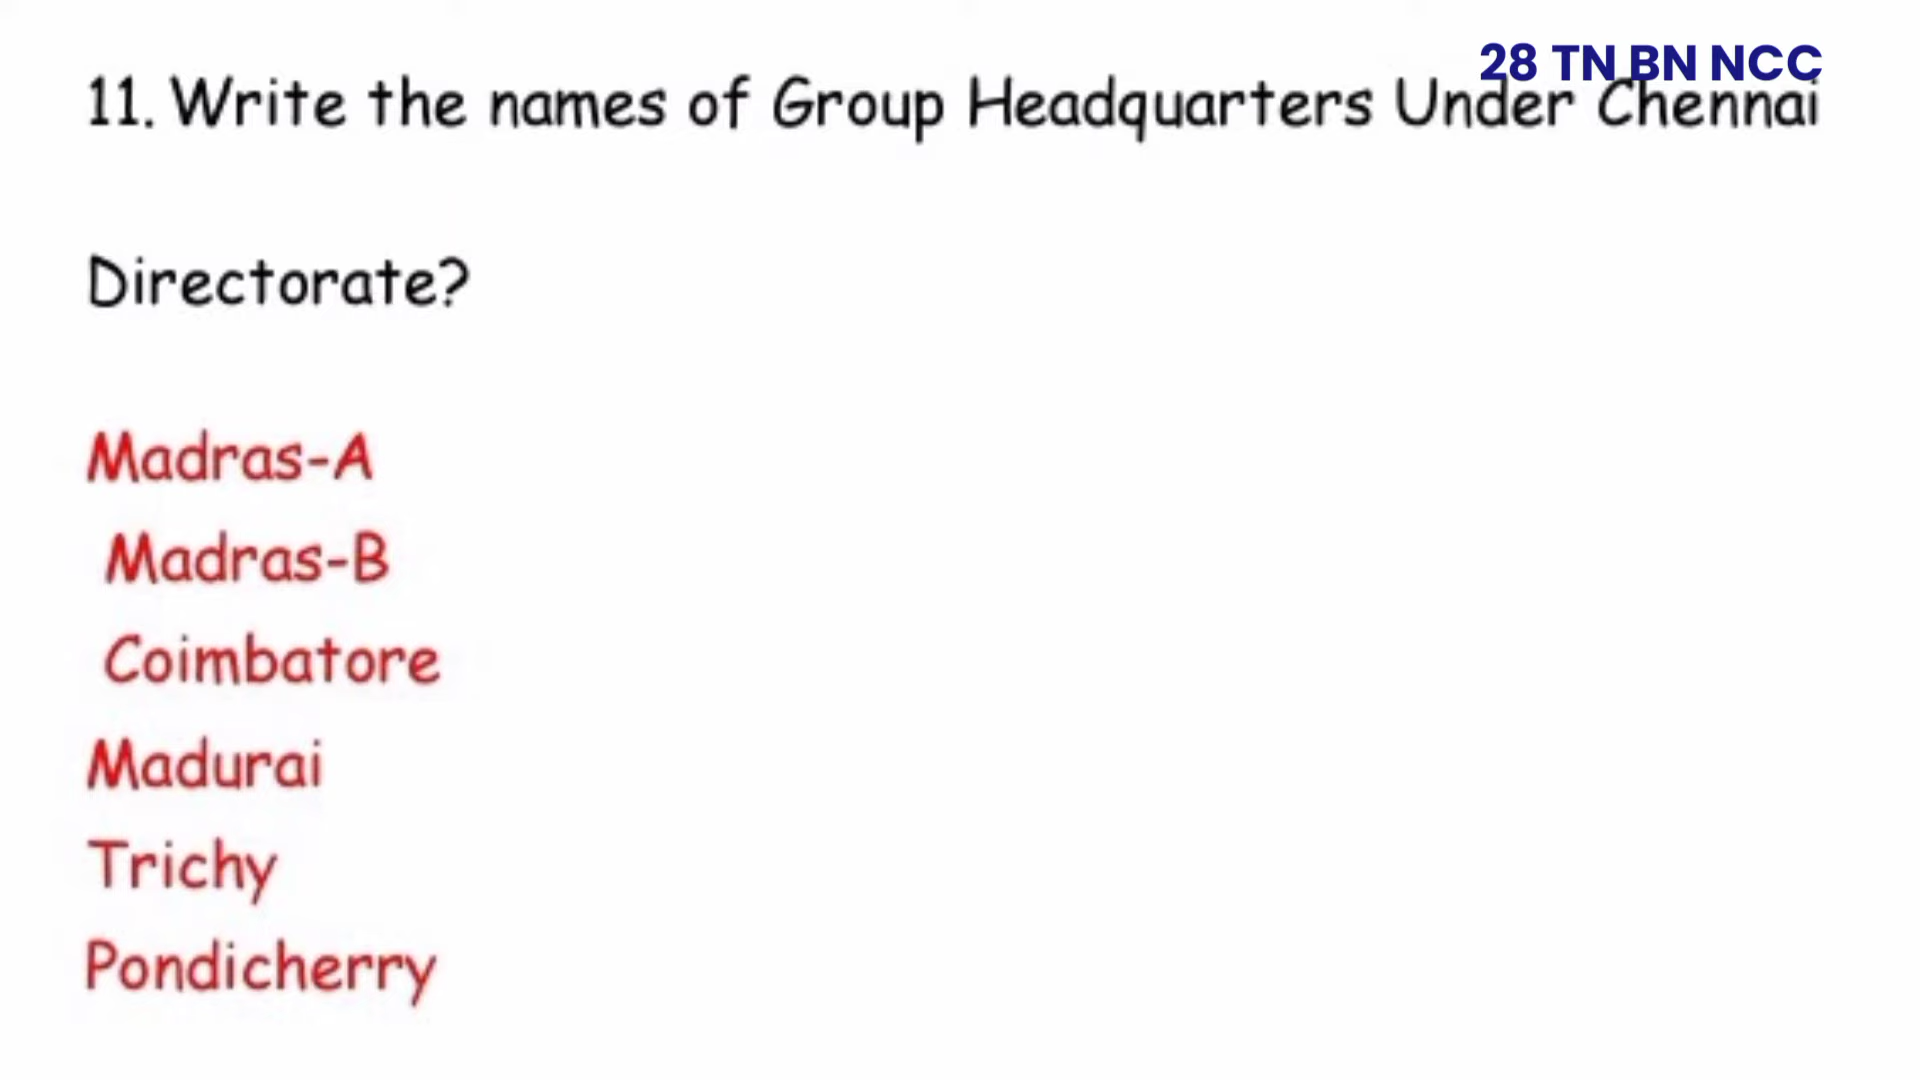 28 TN BN NCC
11. Write the names of Group Headquarters Under Chennai
Directorate?
Madras-A
Madras-B
Coimbatore
Madurai
Trichy
Pondicherry